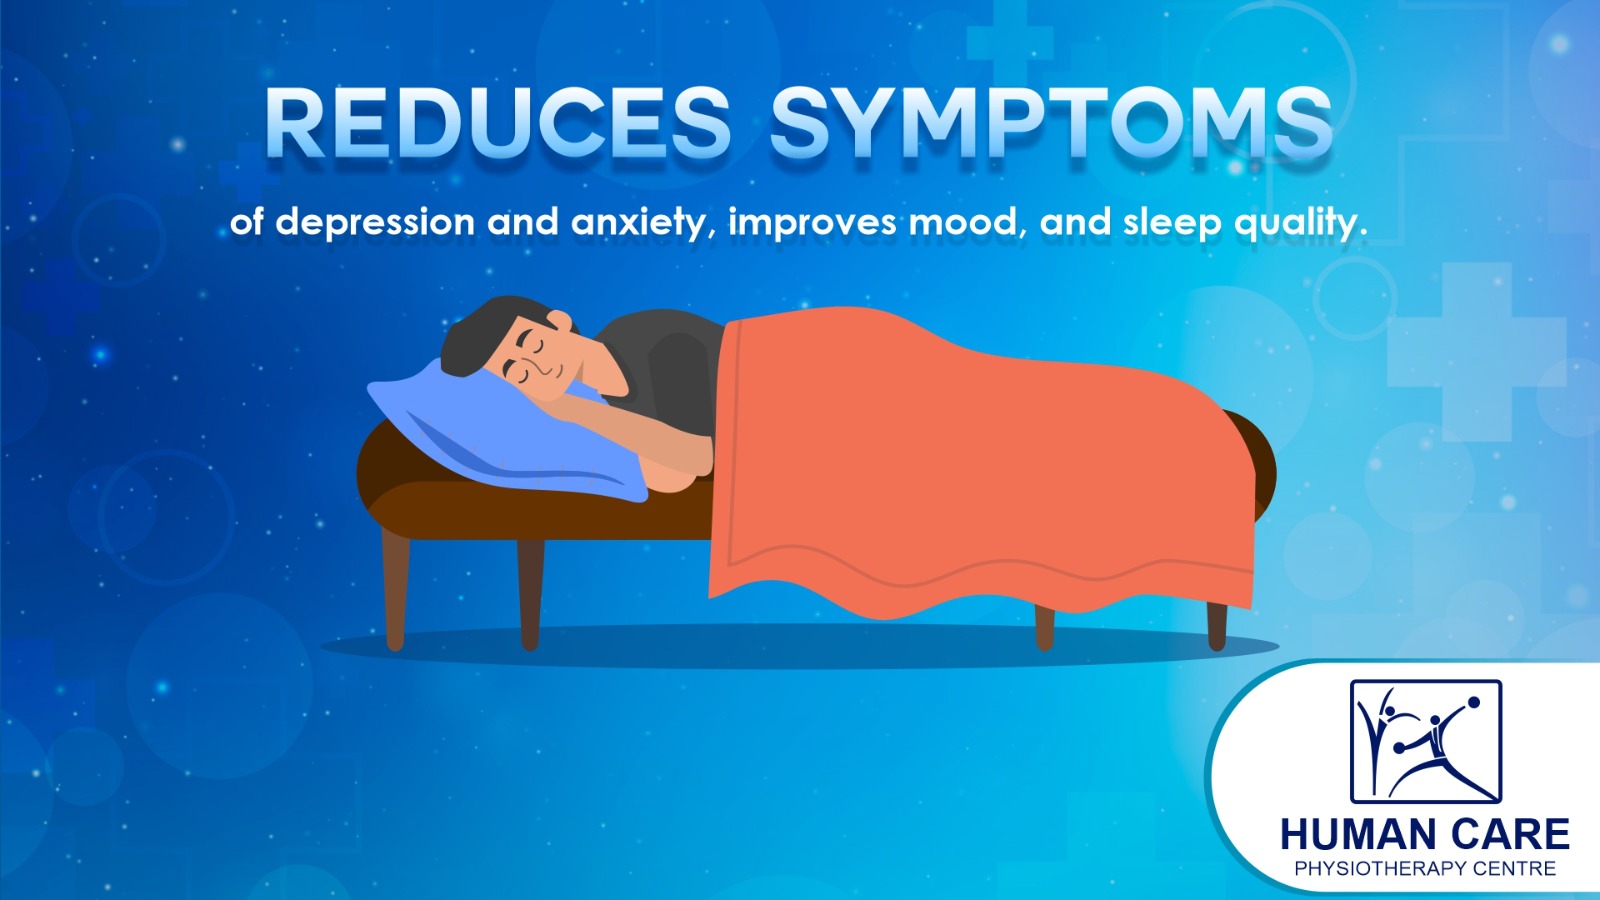 REDUCES SYMPTOMS
of depression and anxiety, improves mood, and sleep quality.
HUMAN CARE
PHYSIOTHERAPY CENTRE